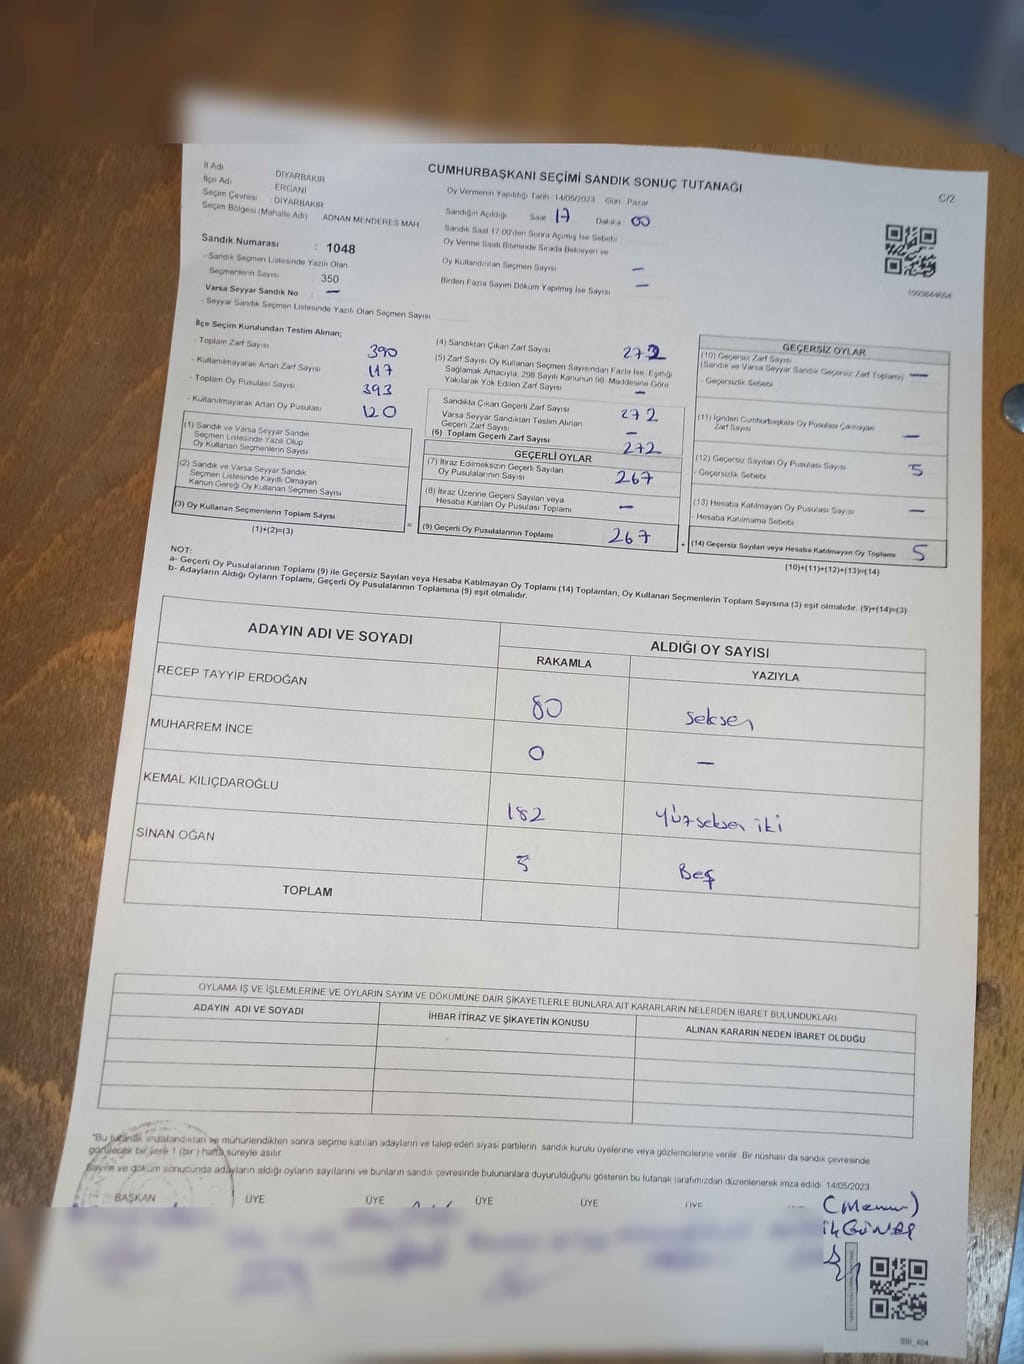 CUMHURBAŞKANI SEÇİMİ SANDIK SONUÇ TUTANAĞI
C/2
İl Adı : DİYARBAKIR
İlçe Adı : ERGANİ
Seçim Çevresi : DİYARBAKIR
Seçim Bölgesi (Mahalle Adı) ADNAN MENDERES MAH
Sandık Numarası : 1048
- Sandık Seçmen Listesinde Yazılı Olan
Seçmenlerin Sayısı 350
Varsa Seyyar Sandık No : –
- Seyyar Sandık Seçmen Listesinde Yazılı Olan Seçmen Sayısı
Oy Vermenin Yapıldığı Tarih 14/05/2023 Gün Pazar
Sandığın Açıldığı Saat 17 Dakika 00
Sandık Saat 17.00'den Sonra Açımış İse Sebebi
Oy Verme Saati Bitiminde Sırada Bekleyen ve
Oy Kullandırılan Seçmen Sayısı –
Birden Fazla Sayım Döküm Yapılmış İse Sayısı –
1093844654
İlçe Seçim Kurulundan Teslim Alınan;
- Toplam Zarf Sayısı 390
- Kullanılmayarak Artan Zarf Sayısı 117
- Toplam Oy Pusulası Sayısı 393
- Kullanılmayarak Artan Oy Pusulası 120
(1) Sandık ve Varsa Seyyar Sandık
Seçmen Listesinde Yazılı Olup
Oy Kullanan Seçmenlerin Sayısı
(2) Sandık ve Varsa Seyyar Sandık
Seçmen Listesinde Kayıtlı Olmayan
Kanun Gereği Oy Kullanan Seçmen Sayısı
(3) Oy Kullanan Seçmenlerin Toplam Sayısı
(1)+(2)=(3)
=
(4) Sandıktan Çıkan Zarf Sayısı 272
(5) Zarf Sayısı Oy Kullanan Seçmen Sayısından Fazla İse, Eşitliği
Sağlamak Amacıyla, 298 Sayılı Kanunun 98. Maddesine Göre
Yakılarak Yok Edilen Zarf Sayısı –
Sandıkta Çıkan Geçerli Zarf Sayısı 272
Varsa Seyyar Sandıktan Teslim Alınan
Geçerli Zarf Sayısı –
(6) Toplam Geçerli Zarf Sayısı 272
GEÇERLİ OYLAR
(7) İtiraz Edilmeksizin Geçerli Sayılan
Oy Pusulalarının Sayısı 267
(8) İtiraz Üzerine Geçerli Sayılan veya
Hesaba Katılan Oy Pusulası Toplamı –
(9) Geçerli Oy Pusulalarının Toplamı 267
+
GEÇERSİZ OYLAR
(10) Geçersiz Zarf Sayısı
(Sandık ve Varsa Seyyar Sandık Geçersiz Zarf Toplamı) –
- Geçersizlik Sebebi
(11) İçinden Cumhurbaşkanı Oy Pusulası Çıkmayan
Zarf Sayısı –
(12) Geçersiz Sayılan Oy Pusulası Sayısı 5
- Geçersizlik Sebebi
(13) Hesaba Katılmayan Oy Pusulası Sayısı –
- Hesaba Katılmama Sebebi
(14) Geçersiz Sayılan veya Hesaba Katılmayan Oy Toplamı 5
(10)+(11)+(12)+(13)=(14)
NOT:
a- Geçerli Oy Pusulalarının Toplamı (9) ile Geçersiz Sayılan veya Hesaba Katılmayan Oy Toplamı (14) Toplamları, Oy Kullanan Seçmenlerin Toplam Sayısına (3) eşit olmalıdır. (9)+(14)=(3)
b- Adayların Aldığı Oyların Toplamı, Geçerli Oy Pusulalarının Toplamına (9) eşit olmalıdır.
ADAYIN ADI VE SOYADI
ALDIĞI OY SAYISI
RAKAMLA YAZIYLA
RECEP TAYYİP ERDOĞAN 80 seksen
MUHARREM İNCE 0 –
KEMAL KILIÇDAROĞLU 182 Yüzseksen iki
SİNAN OĞAN 5 Beş
TOPLAM
OYLAMA İŞ VE İŞLEMLERİNE VE OYLARIN SAYIM VE DÖKÜMÜNE DAİR ŞİKAYETLERLE BUNLARA AİT KARARLARIN NELERDEN İBARET BULUNDUKLARI
ADAYIN ADI VE SOYADI İHBAR İTİRAZ VE ŞİKAYETİN KONUSU ALINAN KARARIN NEDEN İBARET OLDUĞU
"Bu tutanak imzalandıktan ve mühürlendikten sonra seçime katılan adayların ve talep eden siyasi partilerin sandık kurulu üyelerine veya gözlemcilerine verilir. Bir nüshası da sandık çevresinde
görülecek bir yere 1 (bir ) hafta süreyle asılır.
Sayım ve döküm sonucunda adayların aldığı oyların sayılarını ve bunların sandık çevresinde bulunanlara duyurulduğunu gösteren bu tutanak tarafımızdan düzenlenerek imza edildi. 14/05/2023
BAŞKAN ÜYE ÜYE ÜYE ÜYE ÜYE
(Memur)